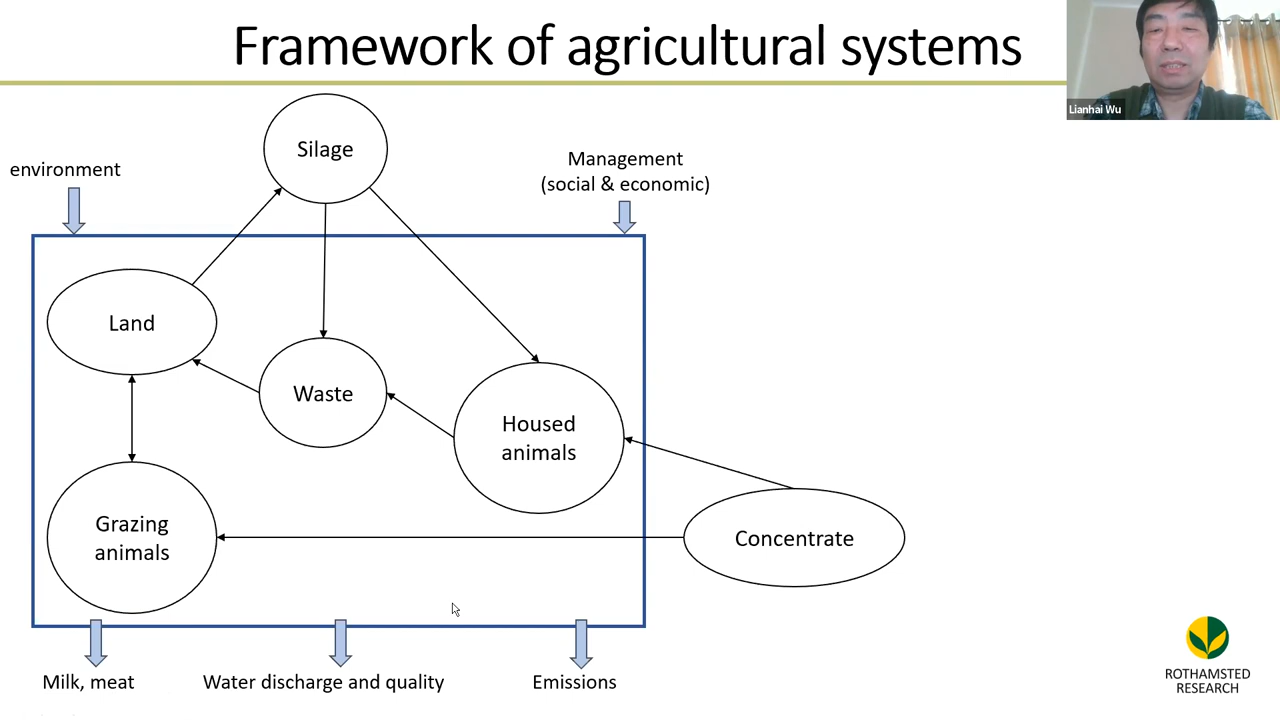 Framework of agricultural systems
Lianhai Wu
Silage
environment
Management
(social & economic)
Land
Waste
Housed
animals
Grazing
animals
Concentrate
Milk, meat
Water discharge and quality
Emissions
ROTHAMSTED
RESEARCH